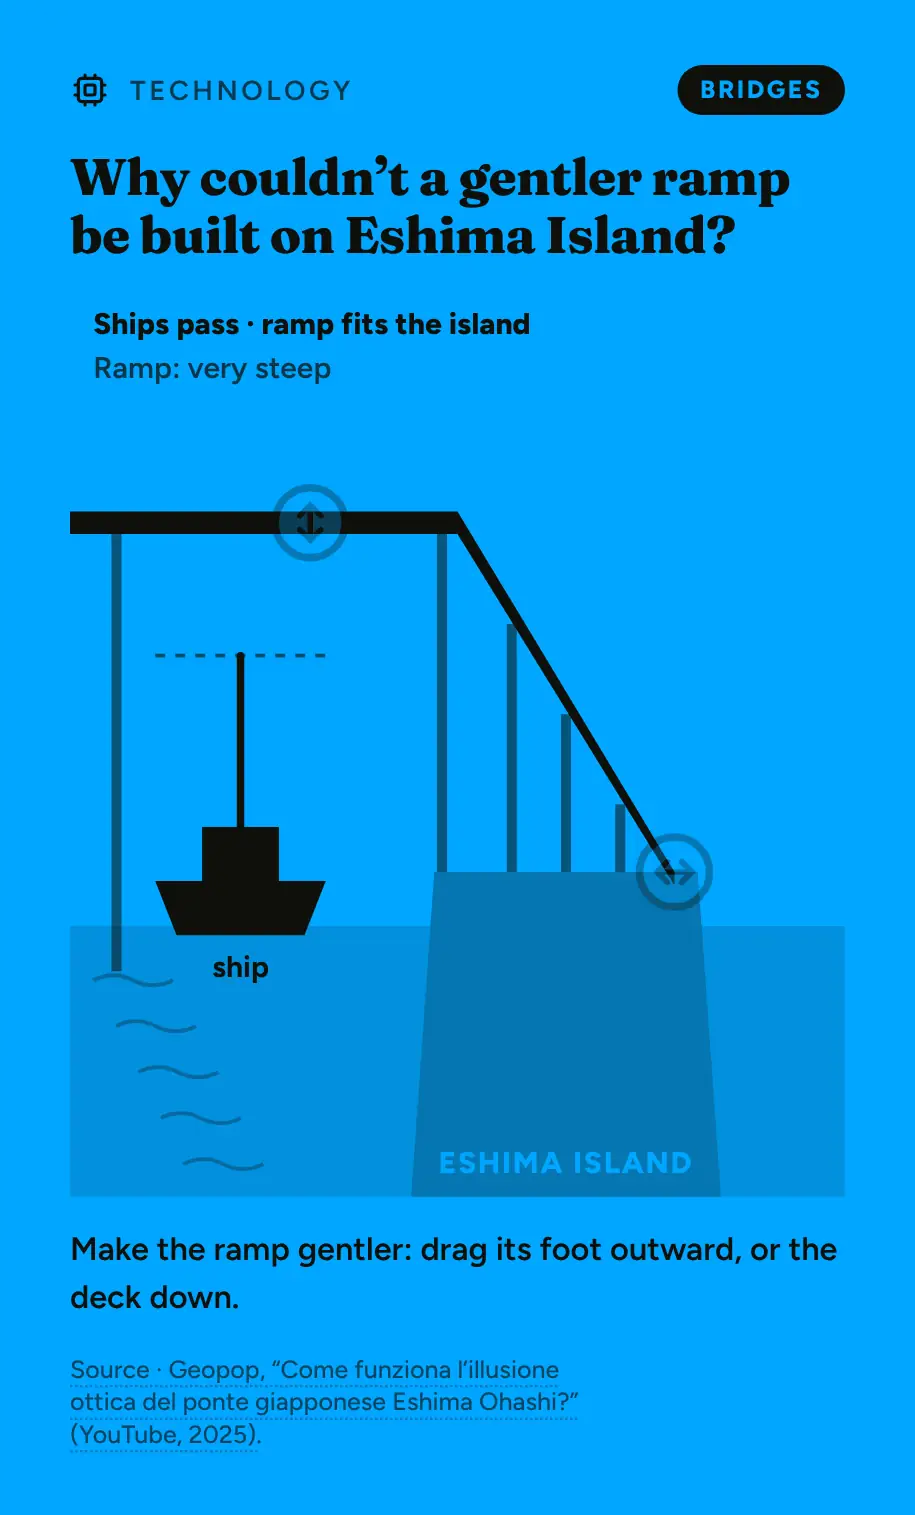 TECHNOLOGY
BRIDGES
Why couldn’t a gentler ramp
be built on Eshima Island?
Ships pass · ramp fits the island
Ramp: very steep
ship
ESHIMA ISLAND
Make the ramp gentler: drag its foot outward, or the
deck down.
Source · Geopop, “Come funziona l’illusione
ottica del ponte giapponese Eshima Ohashi?”
(YouTube, 2025).